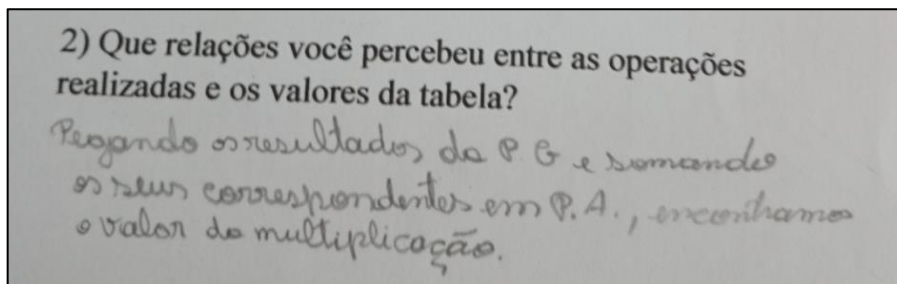 2) Que relações você percebeu entre as operações
realizadas e os valores da tabela?
Pegando os resultados da P.G e somando
os seus correspondentes em P.A., encontramos
o valor da multiplicação.